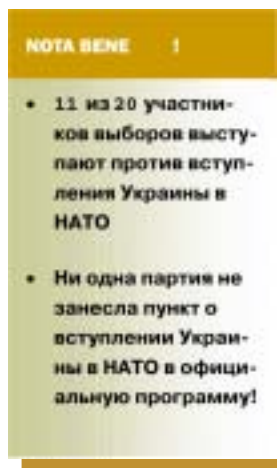 NOTA BENE !
• 11 из 20 участни-
ков выборов высту-
пают против вступ-
ления Украины в
НАТО
• Ни одна партия не
занесла пункт о
вступлении Украи-
ны в НАТО в офици-
альную программу!